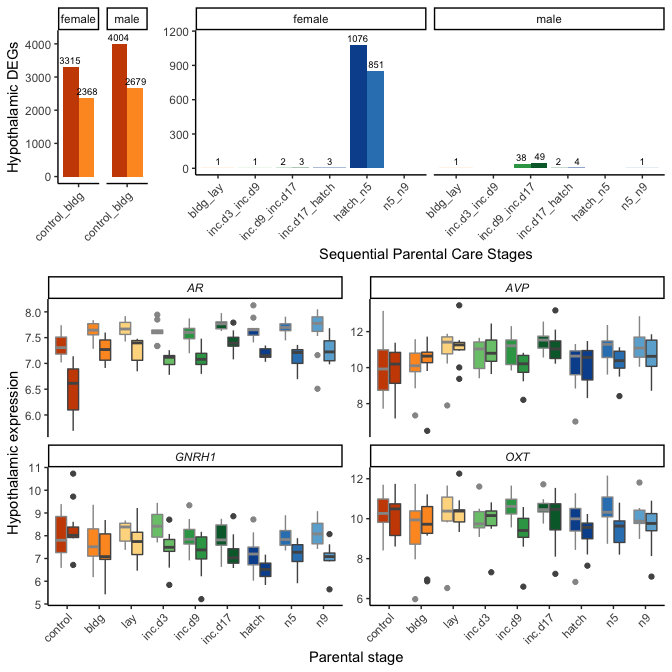 female male female male
Hypothalamic DEGs
4000
3000
2000
1000
0
3315 2368
4004 2679
1200
900
600
300
0
1 1 2 3 3 1076 851
1 38 49 2 4 1
control_bldg control_bldg
bldg_lay inc.d3_inc.d9 inc.d9_inc.d17 inc.d17_hatch hatch_n5 n5_n9
bldg_lay inc.d3_inc.d9 inc.d9_inc.d17 inc.d17_hatch hatch_n5 n5_n9
Sequential Parental Care Stages
Hypothalamic expression
AR
8.0
7.5
7.0
6.5
6.0
AVP
12
10
8
GNRH1
11
10
9
8
7
6
5
OXT
12
10
8
6
control bldg lay inc.d3 inc.d9 inc.d17 hatch n5 n9
control bldg lay inc.d3 inc.d9 inc.d17 hatch n5 n9
Parental stage